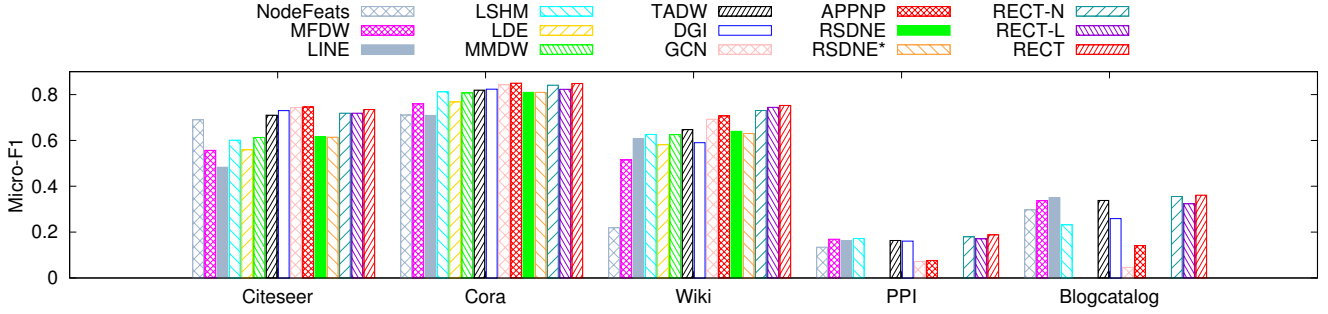 NodeFeats LSHM TADW APPNP RECT-N
MFDW LDE DGI RSDNE RECT-L
LINE MMDW GCN RSDNE* RECT
0.8
0.6
0.4
0.2
0
Micro-F1
Citeseer Cora Wiki PPI Blogcatalog